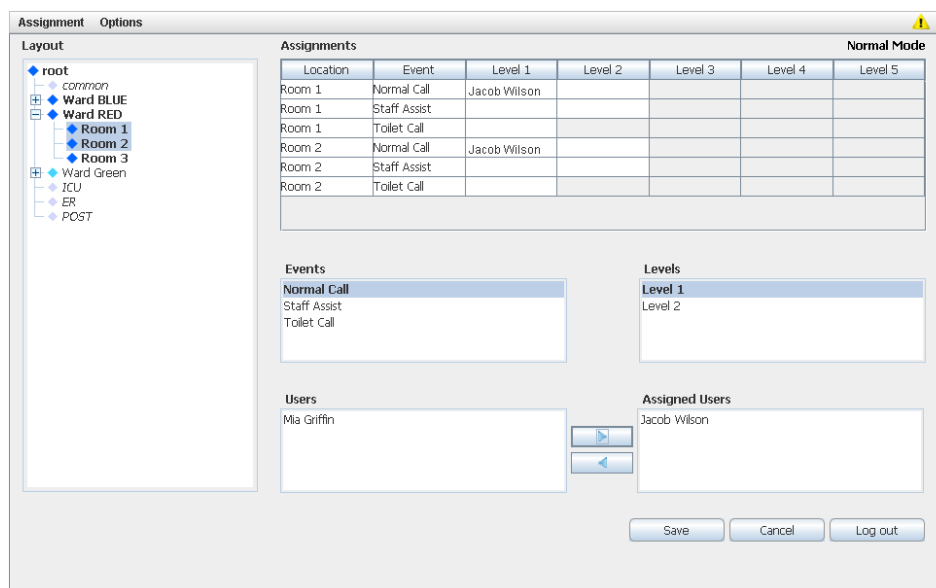 Assignment Options
Layout
Assignments
Normal Mode
root
common
Ward BLUE
Ward RED
Room 1
Room 2
Room 3
Ward Green
ICU
ER
POST
Location Event Level 1 Level 2 Level 3 Level 4 Level 5
Room 1 Normal Call Jacob Wilson
Room 1 Staff Assist
Room 1 Toilet Call
Room 2 Normal Call Jacob Wilson
Room 2 Staff Assist
Room 2 Toilet Call
Events
Normal Call
Staff Assist
Toilet Call
Levels
Level 1
Level 2
Users
Mia Griffin
Assigned Users
Jacob Wilson
Save Cancel Log out